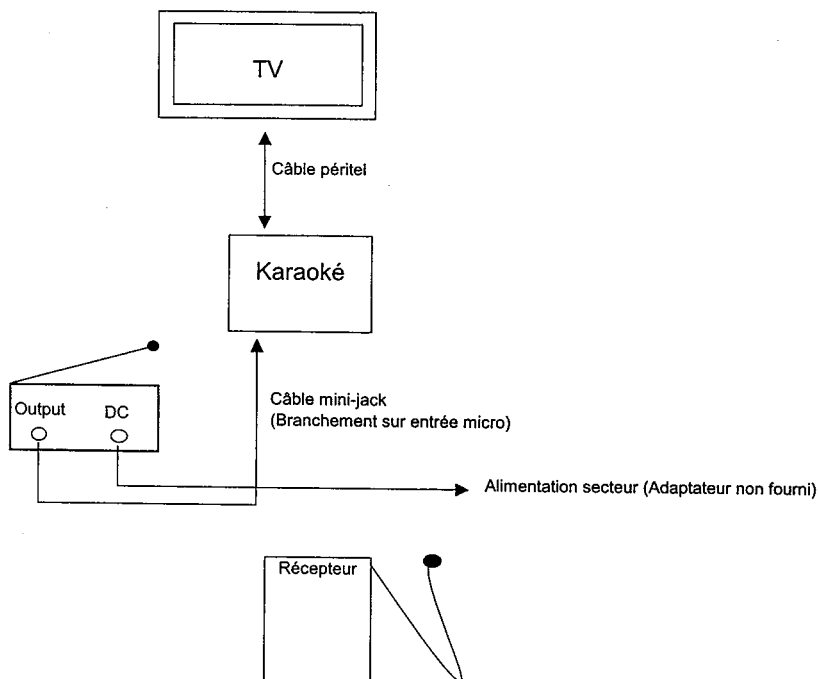 TV
Câble péritel
Karaoké
Output DC
Câble mini-jack
(Branchement sur entrée micro)
Alimentation secteur (Adaptateur non fourni)
Récepteur